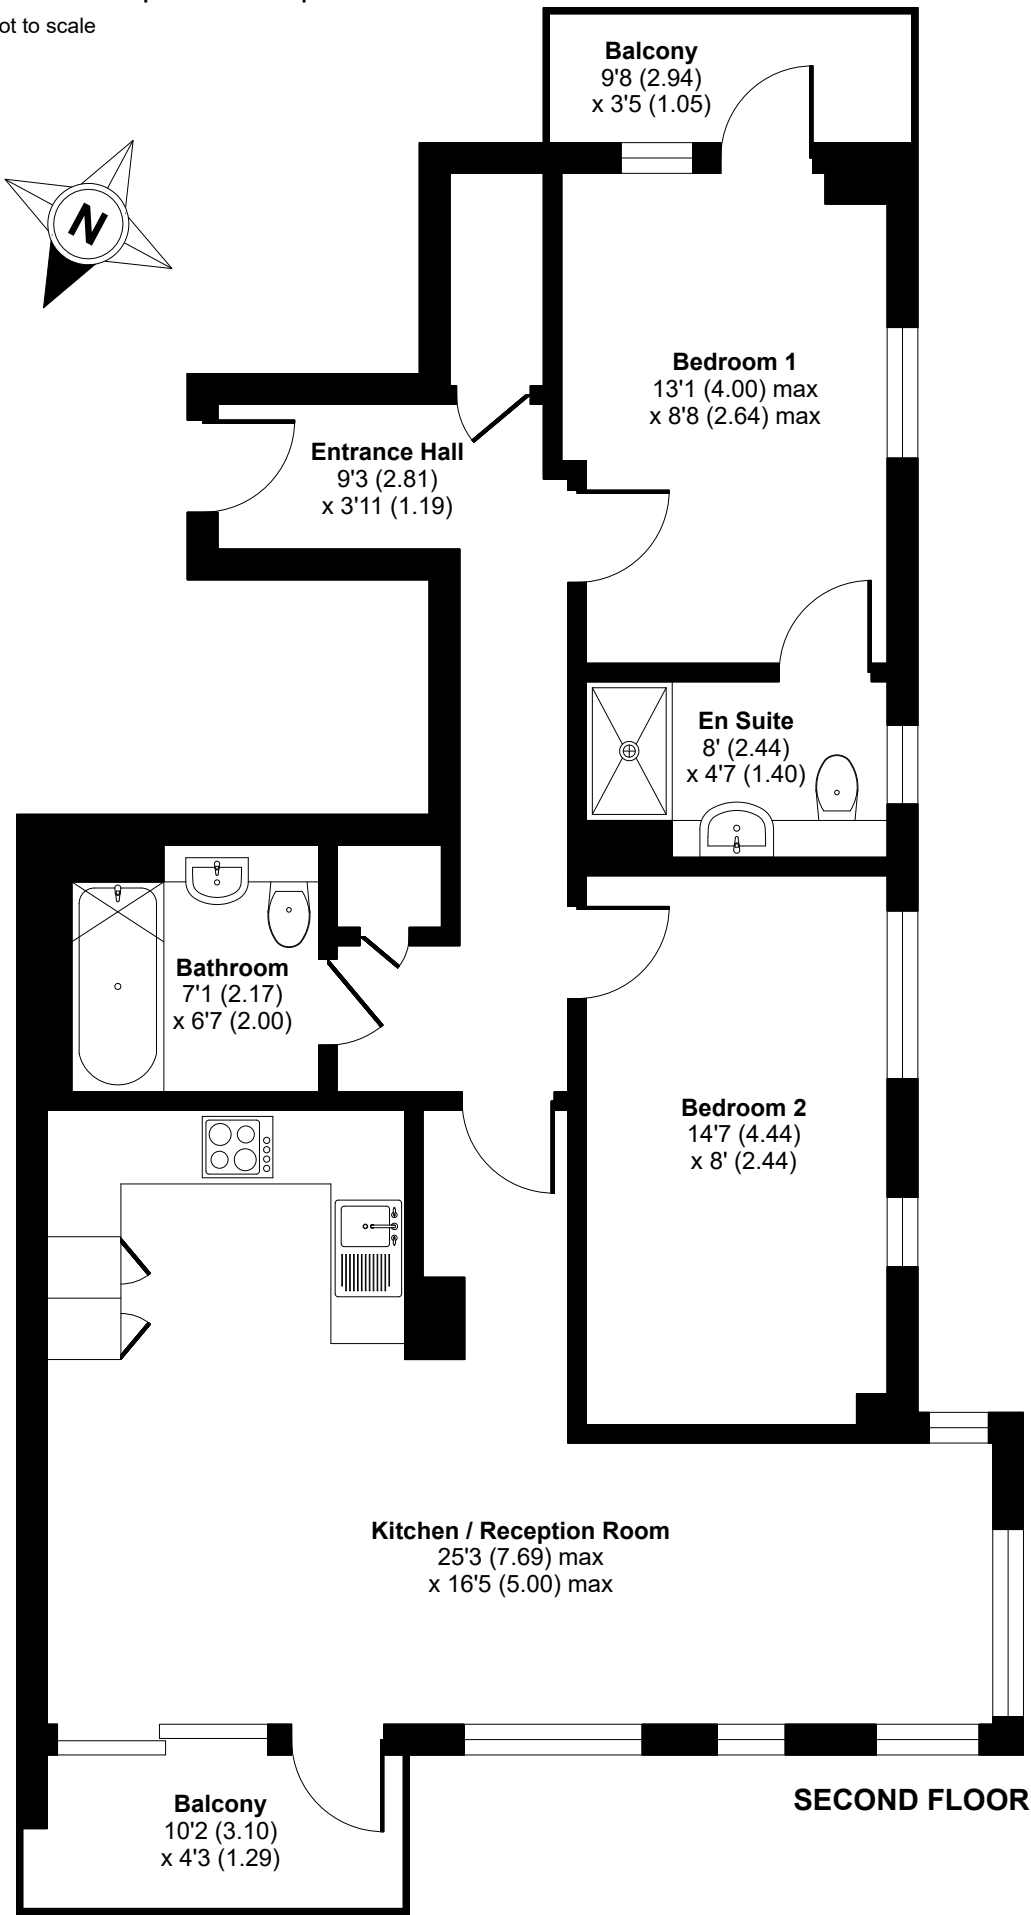 ot to scale
Balcony
9'8 (2.94)
x 3'5 (1.05)
N
Bedroom 1
13'1 (4.00) max
x 8'8 (2.64) max
Entrance Hall
9'3 (2.81)
x 3'11 (1.19)
En Suite
8' (2.44)
x 4'7 (1.40)
Bathroom
7'1 (2.17)
x 6'7 (2.00)
Bedroom 2
14'7 (4.44)
x 8' (2.44)
Kitchen / Reception Room
25'3 (7.69) max
x 16'5 (5.00) max
Balcony
10'2 (3.10)
x 4'3 (1.29)
SECOND FLOOR